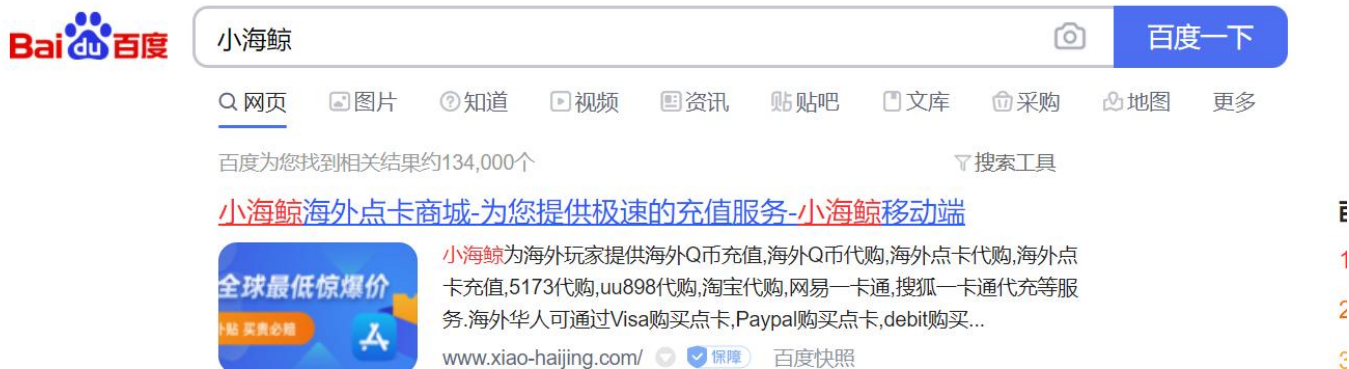 Bai du 百度
小海鲸
百度一下
网页 图片 知道 视频 资讯 贴吧 文库 采购 地图 更多
百度为您找到相关结果约134,000个
搜索工具
小海鲸海外点卡商城-为您提供极速的充值服务-小海鲸移动端
全球最低惊爆价
贴 买贵必赔
小海鲸为海外玩家提供海外Q币充值,海外Q币代购,海外点卡代购,海外点
卡充值,5173代购,uu898代购,淘宝代购,网易一卡通,搜狐一卡通代充等服
务.海外华人可通过Visa购买点卡,Paypal购买点卡,debit购买...
www.xiao-haijing.com/ 保障 百度快照
1
2
3